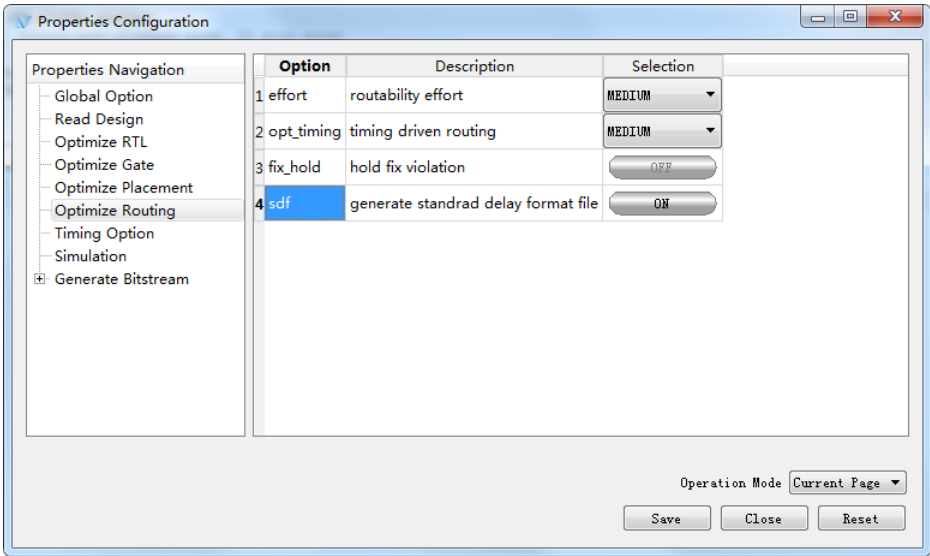 Properties Configuration
Properties Navigation
Global Option
Read Design
Optimize RTL
Optimize Gate
Optimize Placement
Optimize Routing
Timing Option
Simulation
Generate Bitstream
Option Description Selection
1 effort routability effort MEDIUM
2 opt_timing timing driven routing MEDIUM
3 fix_hold hold fix violation OFF
4 sdf generate standrad delay format file ON
Operation Mode Current Page
Save Close Reset